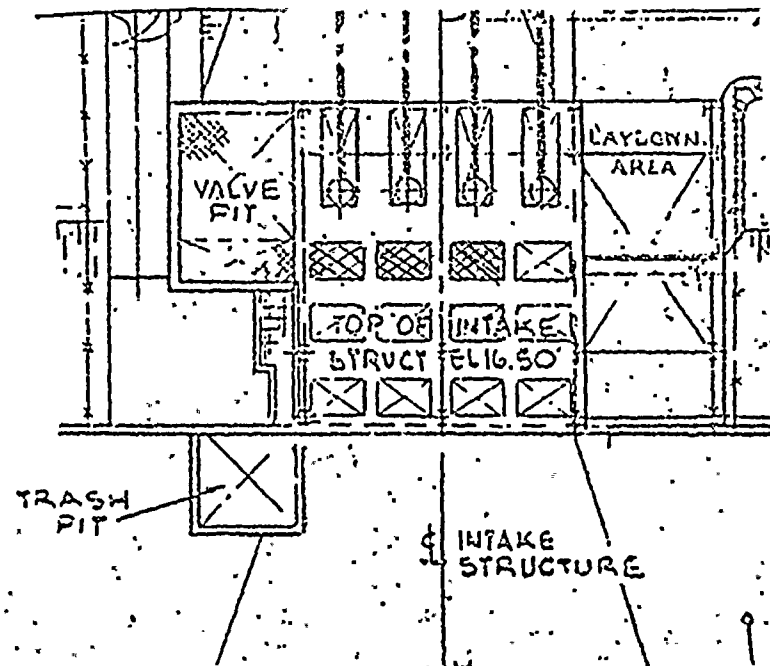 VALVE
PIT
LAYDOWN
AREA
TOP OF INTAKE
STRUCT EL 16.50'
TRASH
PIT
℄ INTAKE
STRUCTURE